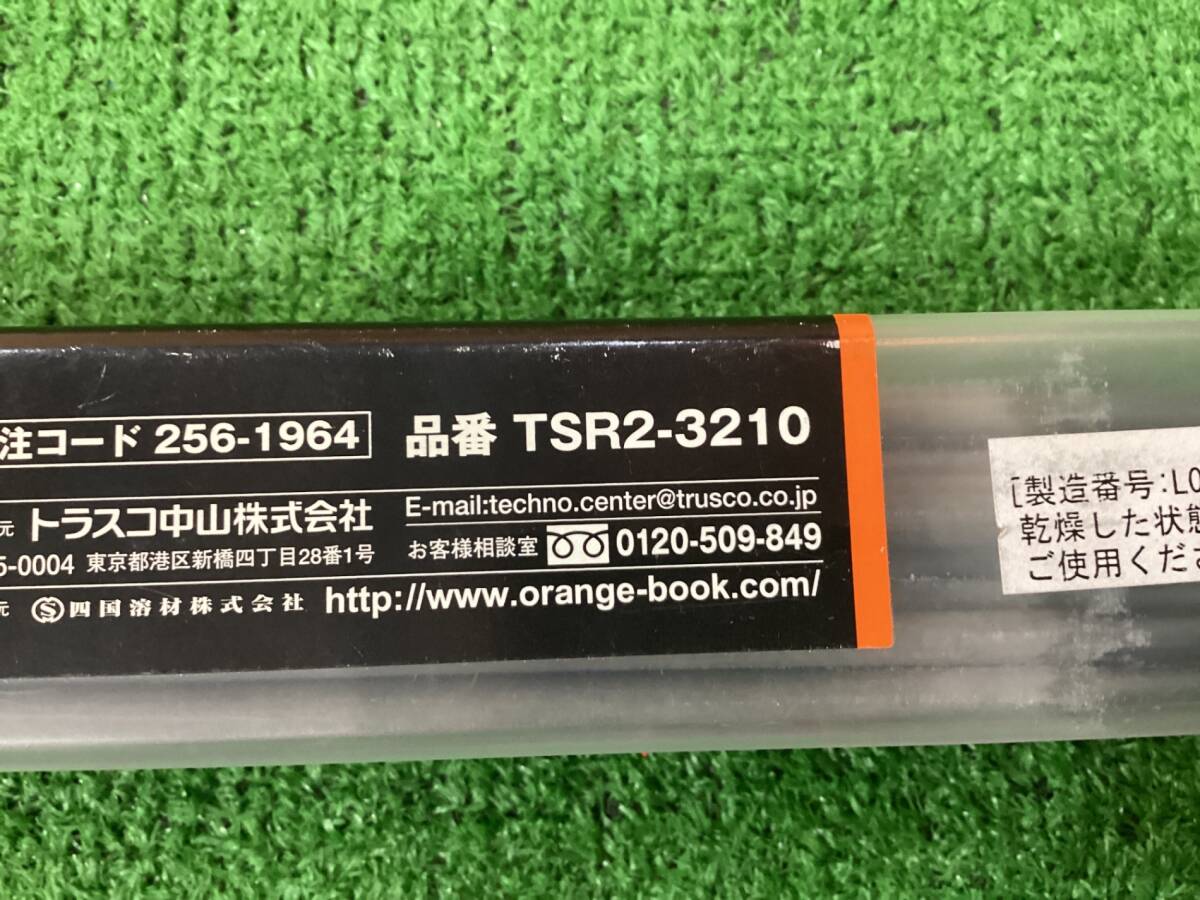 注コード 256-1964
品番 TSR2-3210
元 トラスコ中山株式会社
5-0004 東京都港区新橋四丁目28番1号
E-mail:techno.center@trusco.co.jp
お客様相談室 0120-509-849
元 四国溶材株式会社 http://www.orange-book.com/
[製造番号:L0
乾燥した状態
ご使用くださ